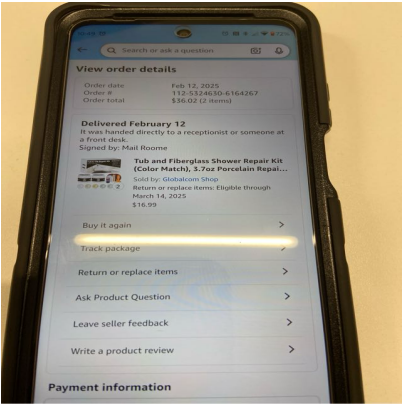 Search or ask a question
View order details
Order date Feb 12, 2025
Order # 112-5324630-6164267
Order total $36.02 (2 items)
Delivered February 12
It was handed directly to a receptionist or someone at
a front desk.
Signed by: Mail Roome
Tub and Fiberglass Shower Repair Kit
(Color Match), 3.7oz Porcelain Repai...
Sold by: Globalcom Shop
Return or replace items: Eligible through
March 14, 2025
$16.99
Buy it again
Track package
Return or replace items
Ask Product Question
Leave seller feedback
Write a product review
Payment information